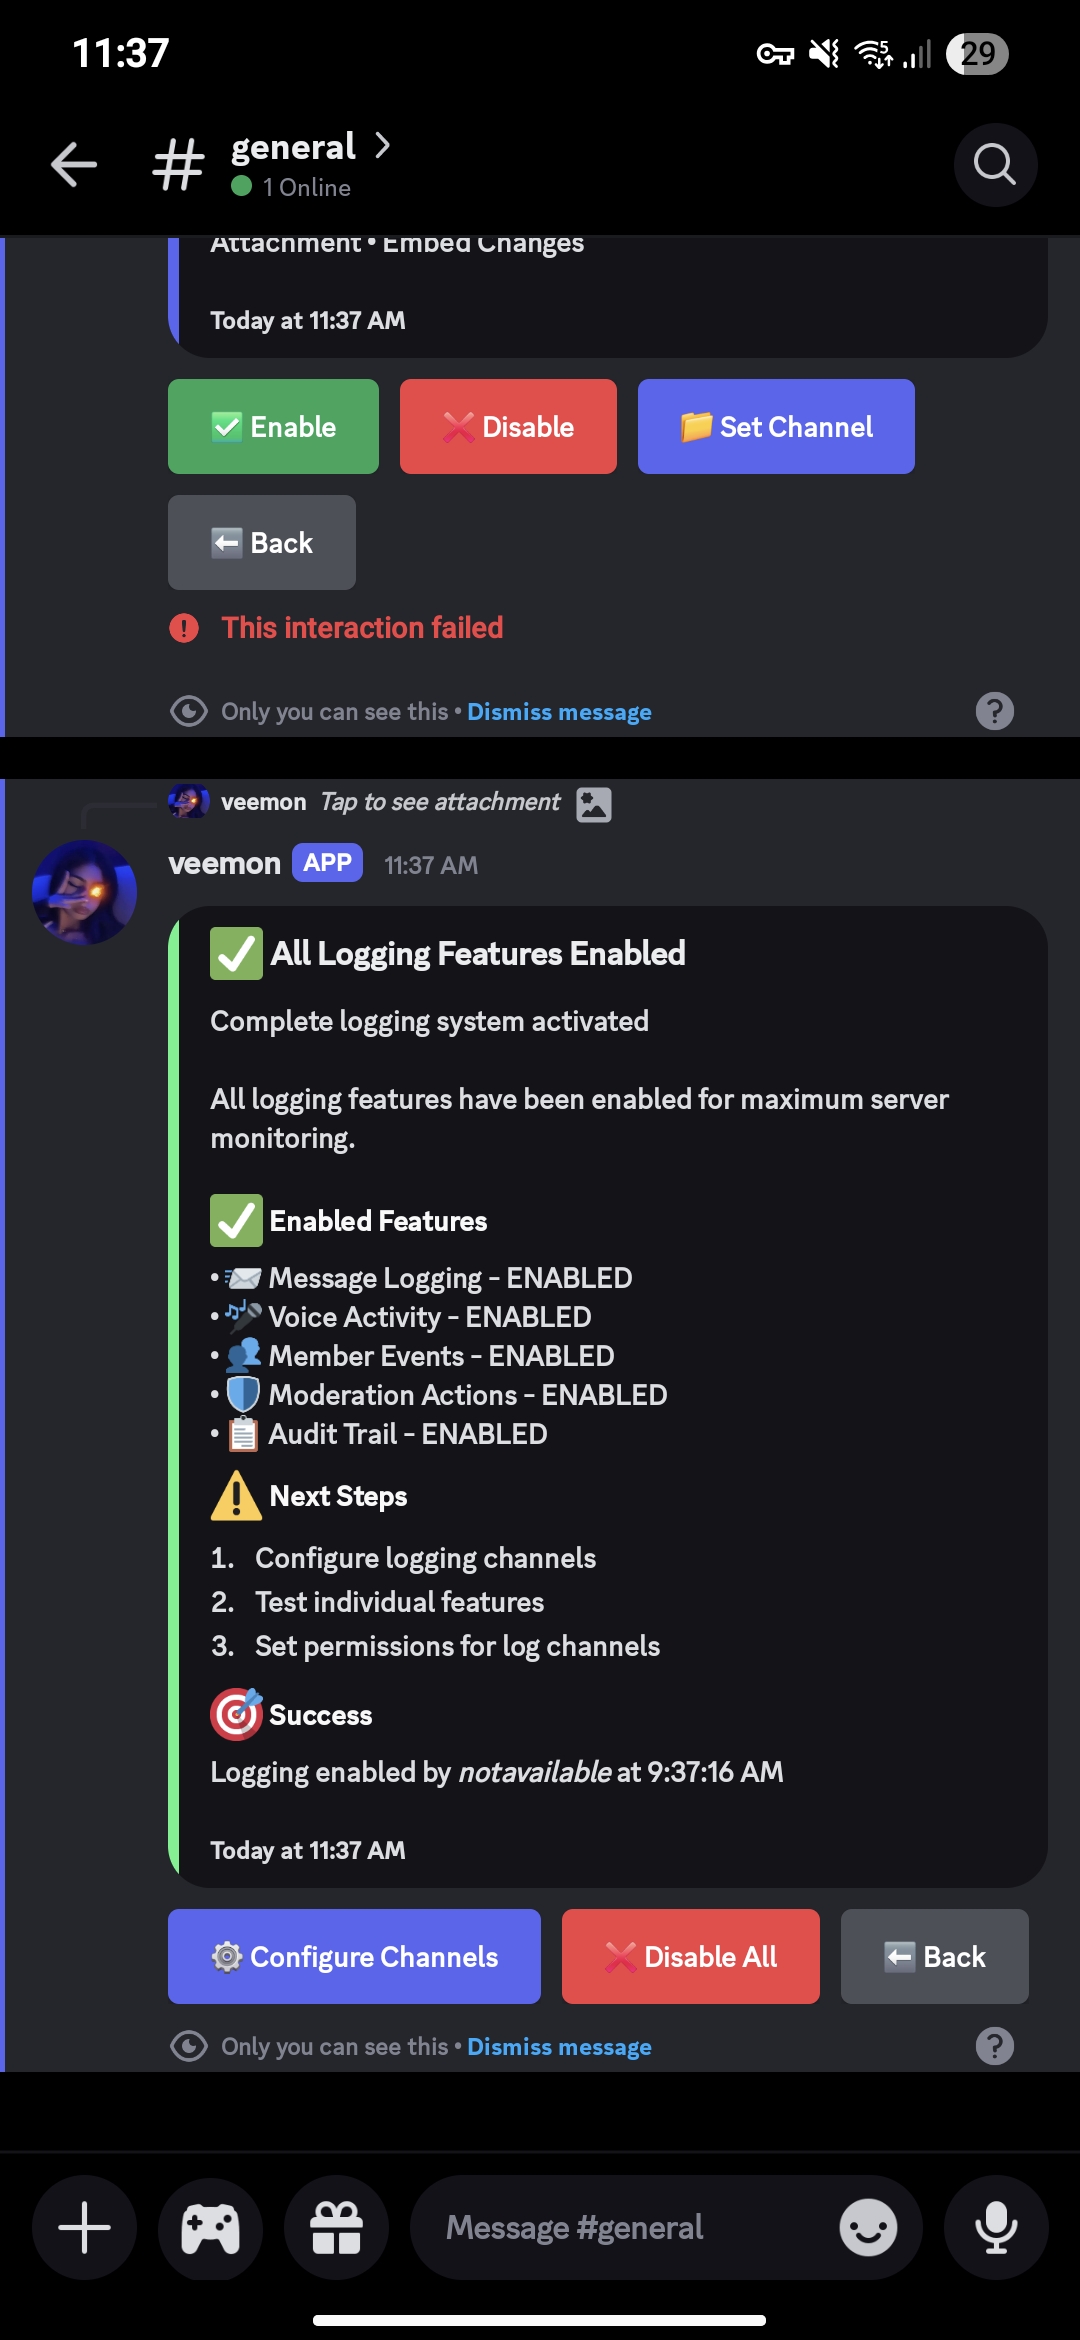 11:37
5
29
general
1 Online
Attachment • Embed Changes
Today at 11:37 AM
✅ Enable
❌ Disable
📁 Set Channel
⬅️ Back
This interaction failed
Only you can see this • Dismiss message
?
veemon Tap to see attachment
veemon APP 11:37 AM
✅ All Logging Features Enabled
Complete logging system activated
All logging features have been enabled for maximum server
monitoring.
✅ Enabled Features
• 📨 Message Logging - ENABLED
• 🎤 Voice Activity - ENABLED
• 👥 Member Events - ENABLED
• 🛡️ Moderation Actions - ENABLED
• 📋 Audit Trail - ENABLED
⚠️ Next Steps
1. Configure logging channels
2. Test individual features
3. Set permissions for log channels
🎯 Success
Logging enabled by notavailable at 9:37:16 AM
Today at 11:37 AM
⚙️ Configure Channels
❌ Disable All
⬅️ Back
Only you can see this • Dismiss message
?
Message #general